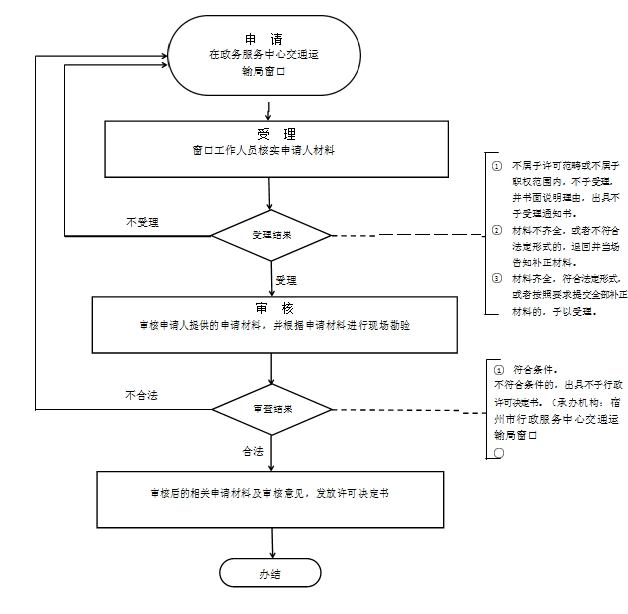 申 请
在政务服务中心交通运
输局窗口
受 理
窗口工作人员核实申请人材料
不受理
受理结果
① 不属于许可范畴或不属于
职权范围内，不予受理，
并书面说明理由，出具不
予受理通知书。
② 材料不齐全，或者不符合
法定形式的，退回并当场
告知补正材料。
③ 材料齐全，符合法定形式，
或者按照要求提交全部补正
材料的，予以受理。
受理
审 核
审核申请人提供的申请材料，并根据申请材料进行现场勘验
不合法
审查结果
① 符合条件。
不符合条件的，出具不予行政
许可决定书。（承办机构：宿
州市行政服务中心交通运
输局窗口
合法
审核后的相关申请材料及审核意见，发放许可决定书
办结